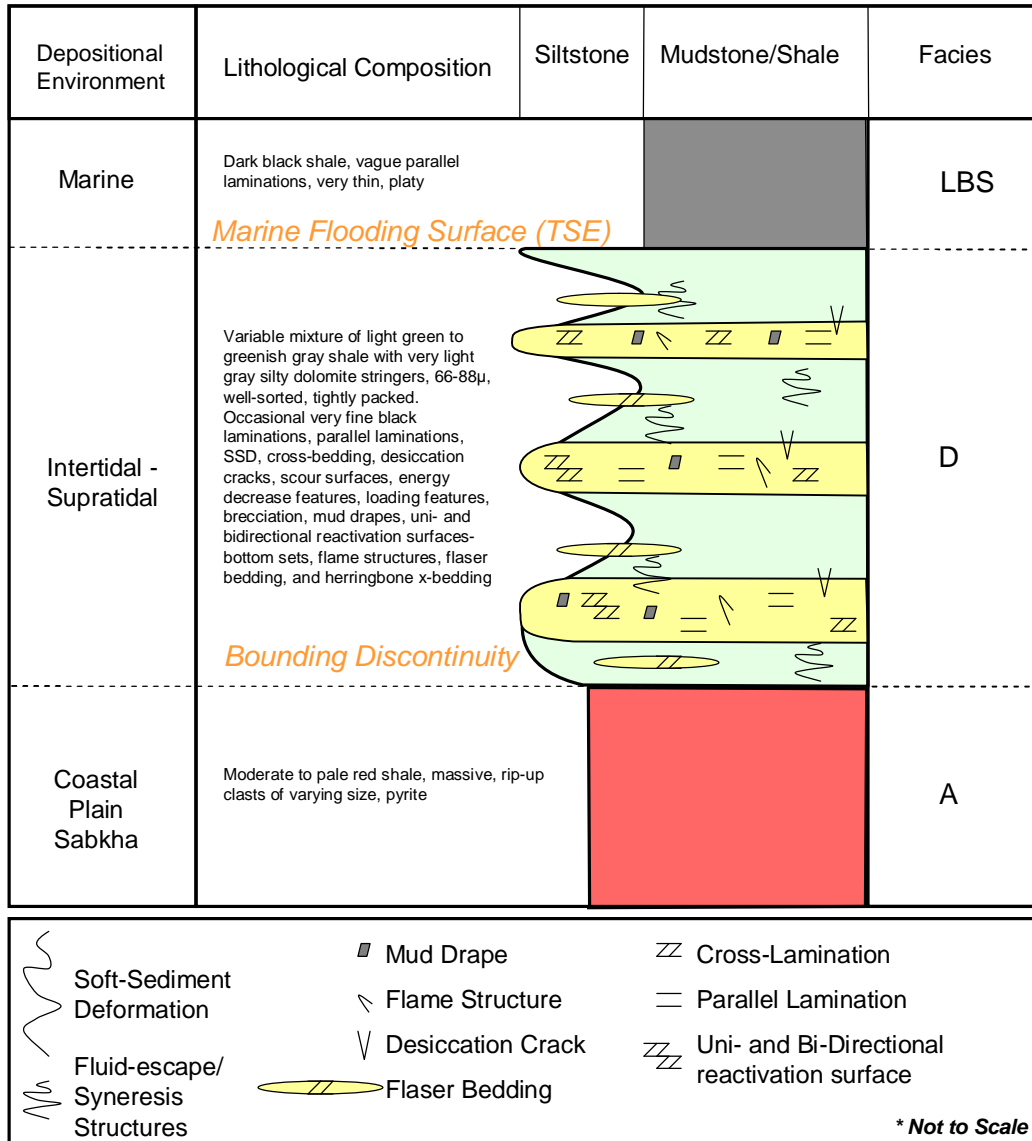 Depositional
Environment
Lithological Composition
Siltstone
Mudstone/Shale
Facies
Marine
Dark black shale, vague parallel
laminations, very thin, platy
LBS
Marine Flooding Surface (TSE)
Intertidal -
Supratidal
Variable mixture of light green to
greenish gray shale with very light
gray silty dolomite stringers, 66-88µ,
well-sorted, tightly packed.
Occasional very fine black
laminations, parallel laminations,
SSD, cross-bedding, desiccation
cracks, scour surfaces, energy
decrease features, loading features,
brecciation, mud drapes, uni- and
bidirectional reactivation surfaces-
bottom sets, flame structures, flaser
bedding, and herringbone x-bedding
D
Bounding Discontinuity
Coastal
Plain
Sabkha
Moderate to pale red shale, massive, rip-up
clasts of varying size, pyrite
A
Soft-Sediment
Deformation
Fluid-escape/
Syneresis
Structures
Mud Drape
Flame Structure
Desiccation Crack
Flaser Bedding
Cross-Lamination
Parallel Lamination
Uni- and Bi-Directional
reactivation surface
* Not to Scale